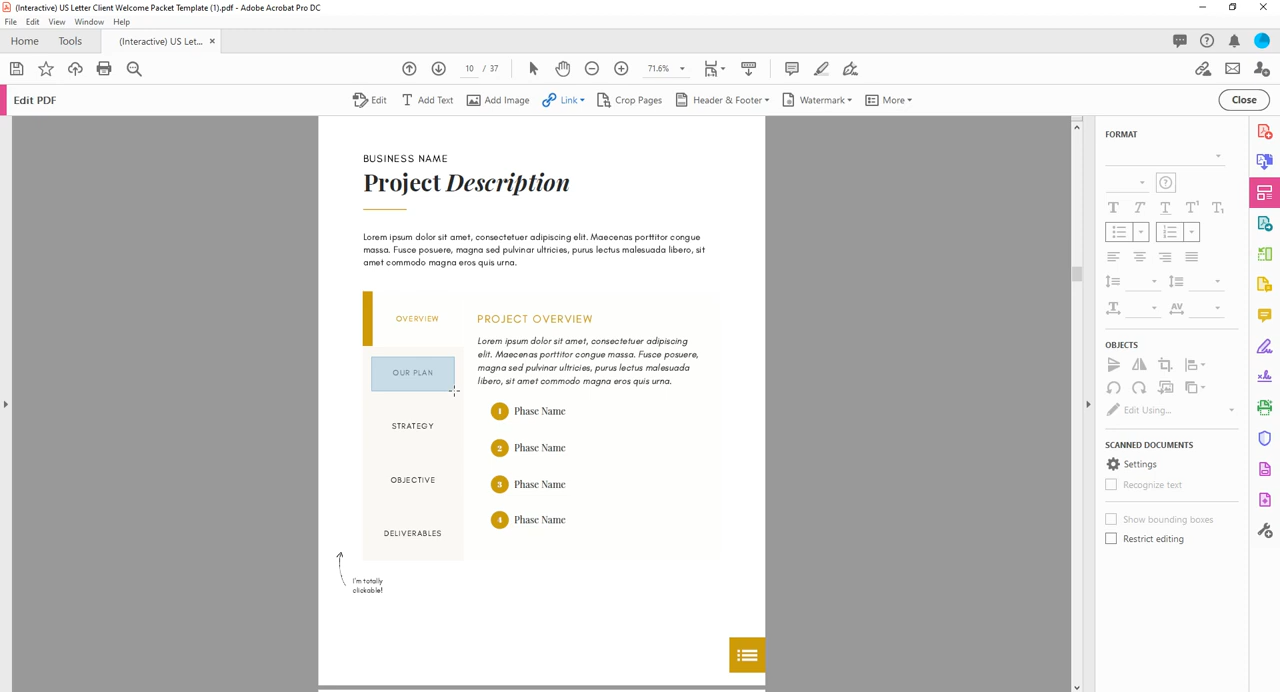 (Interactive) US Letter Client Welcome Packet Template (1).pdf - Adobe Acrobat Pro DC
File Edit View Window Help
Home Tools (Interactive) US Let... ×
10 / 37 71.6%
Edit PDF Edit Add Text Add Image Link Crop Pages Header & Footer Watermark More Close
BUSINESS NAME
Project Description
Lorem ipsum dolor sit amet, consectetuer adipiscing elit. Maecenas porttitor congue
massa. Fusce posuere, magna sed pulvinar ultricies, purus lectus malesuada libero, sit
amet commodo magna eros quis urna.
OVERVIEW
OUR PLAN
STRATEGY
OBJECTIVE
DELIVERABLES
PROJECT OVERVIEW
Lorem ipsum dolor sit amet, consectetuer adipiscing
elit. Maecenas porttitor congue massa. Fusce posuere,
magna sed pulvinar ultricies, purus lectus malesuada
libero, sit amet commodo magna eros quis urna.
1 Phase Name
2 Phase Name
3 Phase Name
4 Phase Name
I'm totally
clickable!
FORMAT
OBJECTS
Edit Using...
SCANNED DOCUMENTS
Settings
Recognize text
Show bounding boxes
Restrict editing